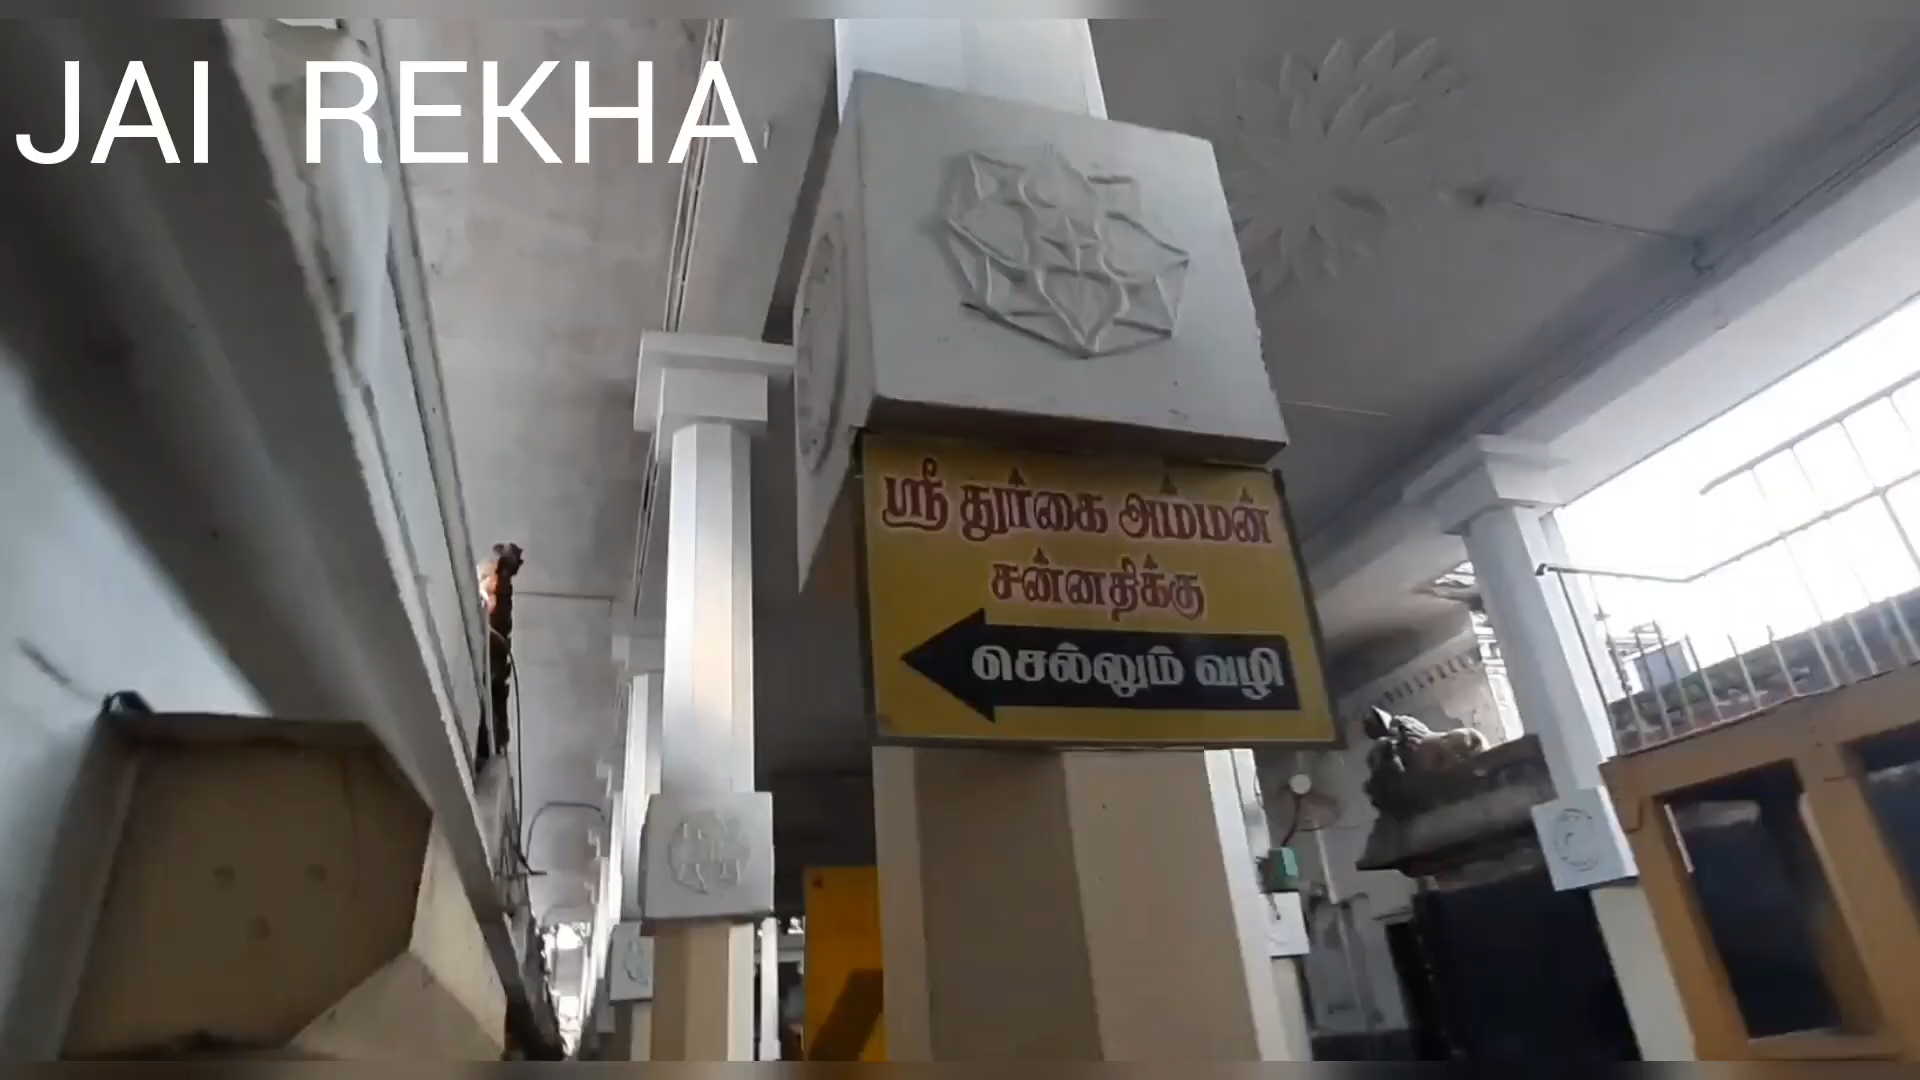 JAI REKHA
ஸ்ரீ துர்கை அம்மன்
சன்னதிக்கு
செல்லும் வழி